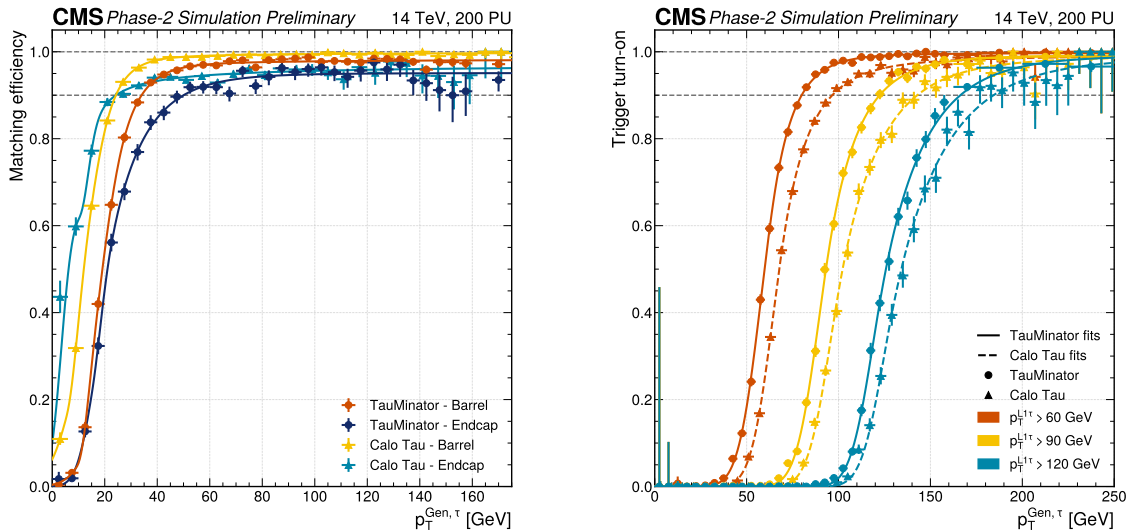 CMS Phase-2 Simulation Preliminary 14 TeV, 200 PU
Matching efficiency
1.0
0.8
0.6
0.4
0.2
0.0
TauMinator - Barrel
TauMinator - Endcap
Calo Tau - Barrel
Calo Tau - Endcap
0 20 40 60 80 100 120 140 160
p_T^{Gen, τ} [GeV]
CMS Phase-2 Simulation Preliminary 14 TeV, 200 PU
Trigger turn-on
1.0
0.8
0.6
0.4
0.2
0.0
TauMinator fits
Calo Tau fits
TauMinator
Calo Tau
p_T^{L1 τ} > 60 GeV
p_T^{L1 τ} > 90 GeV
p_T^{L1 τ} > 120 GeV
0 50 100 150 200 250
p_T^{Gen, τ} [GeV]